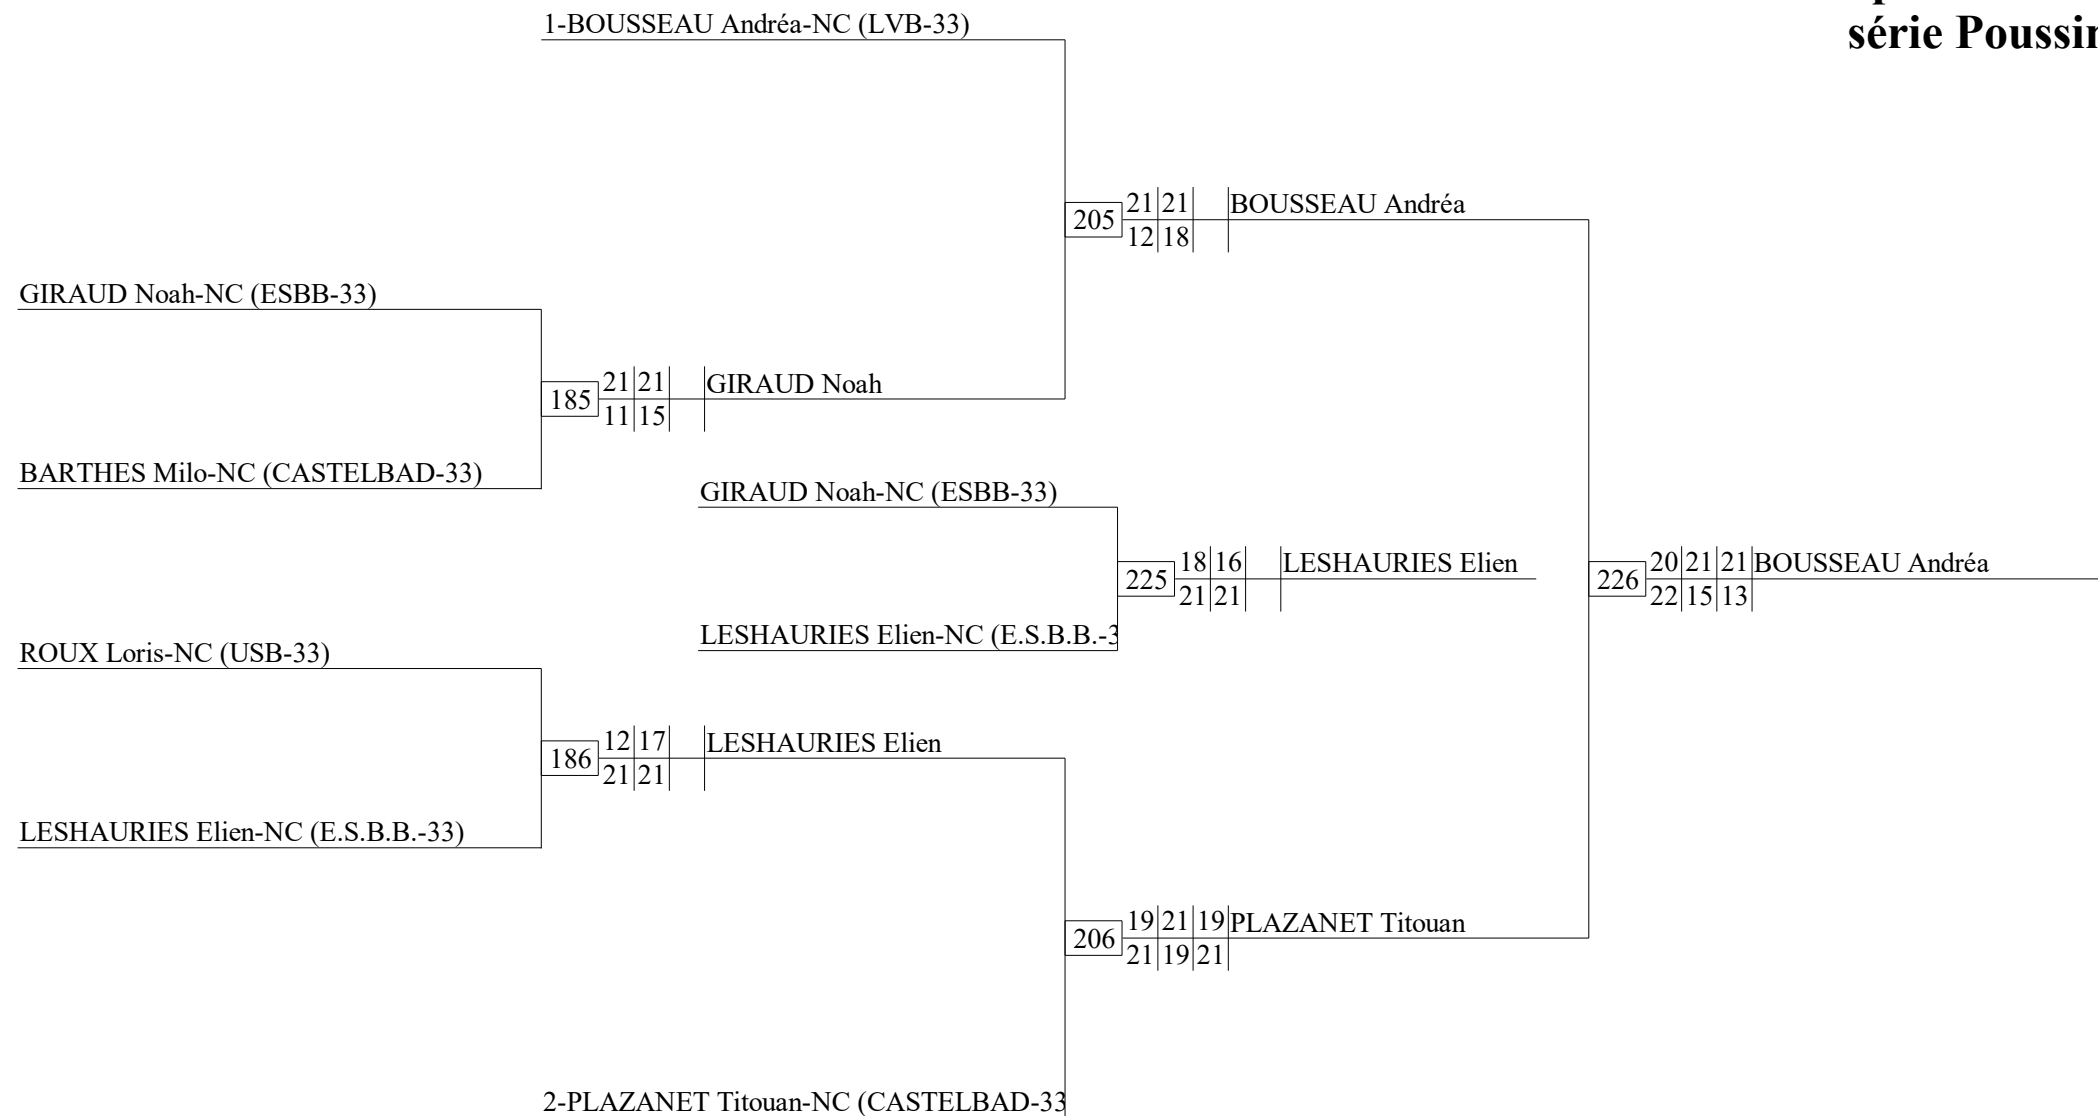 série Poussin
1-BOUSSEAU Andréa-NC (LVB-33)
205
21 21
12 18
BOUSSEAU Andréa
GIRAUD Noah-NC (ESBB-33)
185
21 21
11 15
GIRAUD Noah
BARTHES Milo-NC (CASTELBAD-33)
GIRAUD Noah-NC (ESBB-33)
225
18 16
21 21
LESHAURIES Elien
226
20 21 21
22 15 13
BOUSSEAU Andréa
LESHAURIES Elien-NC (E.S.B.B.-3
ROUX Loris-NC (USB-33)
186
12 17
21 21
LESHAURIES Elien
LESHAURIES Elien-NC (E.S.B.B.-33)
206
19 21 19
21 19 21
PLAZANET Titouan
2-PLAZANET Titouan-NC (CASTELBAD-33